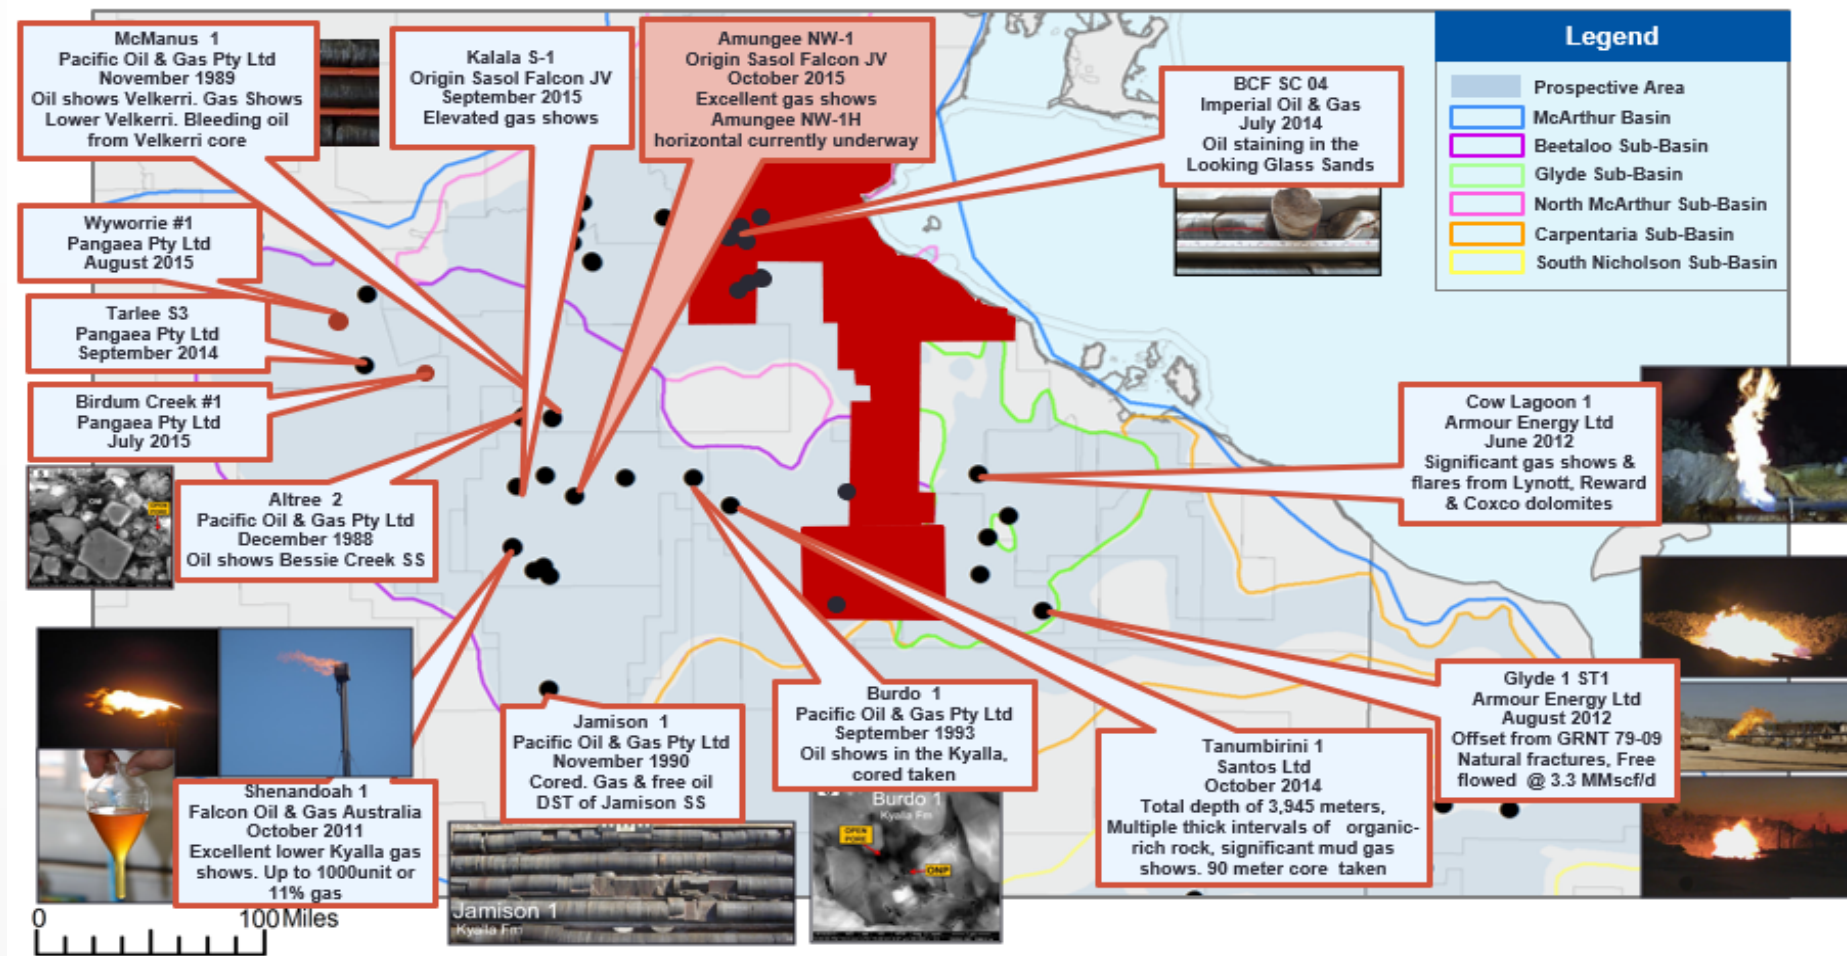 McManus 1
Pacific Oil & Gas Pty Ltd
November 1989
Oil shows Velkerri. Gas Shows
Lower Velkerri. Bleeding oil
from Velkerri core
Kalala S-1
Origin Sasol Falcon JV
September 2015
Elevated gas shows
Amungee NW-1
Origin Sasol Falcon JV
October 2015
Excellent gas shows
Amungee NW-1H
horizontal currently underway
BCF SC 04
Imperial Oil & Gas
July 2014
Oil staining in the
Looking Glass Sands
Legend
Prospective Area
McArthur Basin
Beetaloo Sub-Basin
Glyde Sub-Basin
North McArthur Sub-Basin
Carpentaria Sub-Basin
South Nicholson Sub-Basin
Wyworrie #1
Pangaea Pty Ltd
August 2015
Tarlee S3
Pangaea Pty Ltd
September 2014
Birdum Creek #1
Pangaea Pty Ltd
July 2015
OM
OPEN
PORE
Altree 2
Pacific Oil & Gas Pty Ltd
December 1988
Oil shows Bessie Creek SS
Cow Lagoon 1
Armour Energy Ltd
June 2012
Significant gas shows &
flares from Lynott, Reward
& Coxco dolomites
Shenandoah 1
Falcon Oil & Gas Australia
October 2011
Excellent lower Kyalla gas
shows. Up to 1000unit or
11% gas
Jamison 1
Pacific Oil & Gas Pty Ltd
November 1990
Cored. Gas & free oil
DST of Jamison SS
Jamison 1
Kyalla Fm
Burdo 1
Pacific Oil & Gas Pty Ltd
September 1993
Oil shows in the Kyalla,
cored taken
Burdo 1
Kyalla Fm
OPEN
PORE
ONP
Tanumbirini 1
Santos Ltd
October 2014
Total depth of 3,945 meters,
Multiple thick intervals of organic-
rich rock, significant mud gas
shows. 90 meter core taken
Glyde 1 ST1
Armour Energy Ltd
August 2012
Offset from GRNT 79-09
Natural fractures, Free
flowed @ 3.3 MMscf/d
0 100 Miles